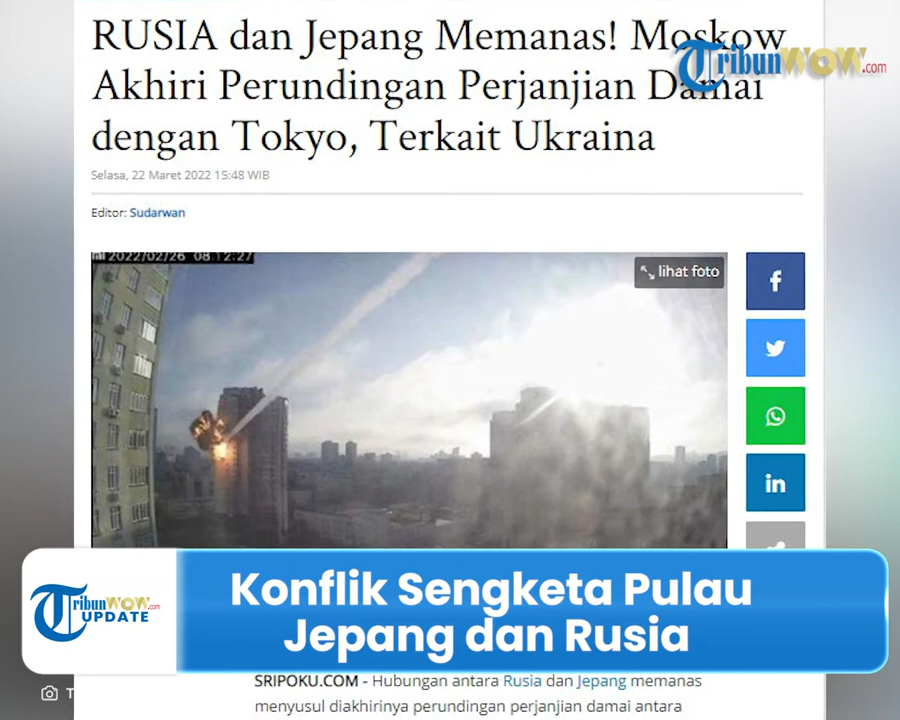 RUSIA dan Jepang Memanas! Moskow
Akhiri Perundingan Perjanjian Damai
dengan Tokyo, Terkait Ukraina
TribunWOW.com
Selasa, 22 Maret 2022 15:48 WIB
Editor: Sudarwan
2022/02/26 08:12:27
lihat foto
f
in
TribunWOW.com
UPDATE
Konflik Sengketa Pulau
Jepang dan Rusia
T
SRIPOKU.COM - Hubungan antara Rusia dan Jepang memanas
menyusul diakhirinya perundingan perjanjian damai antara